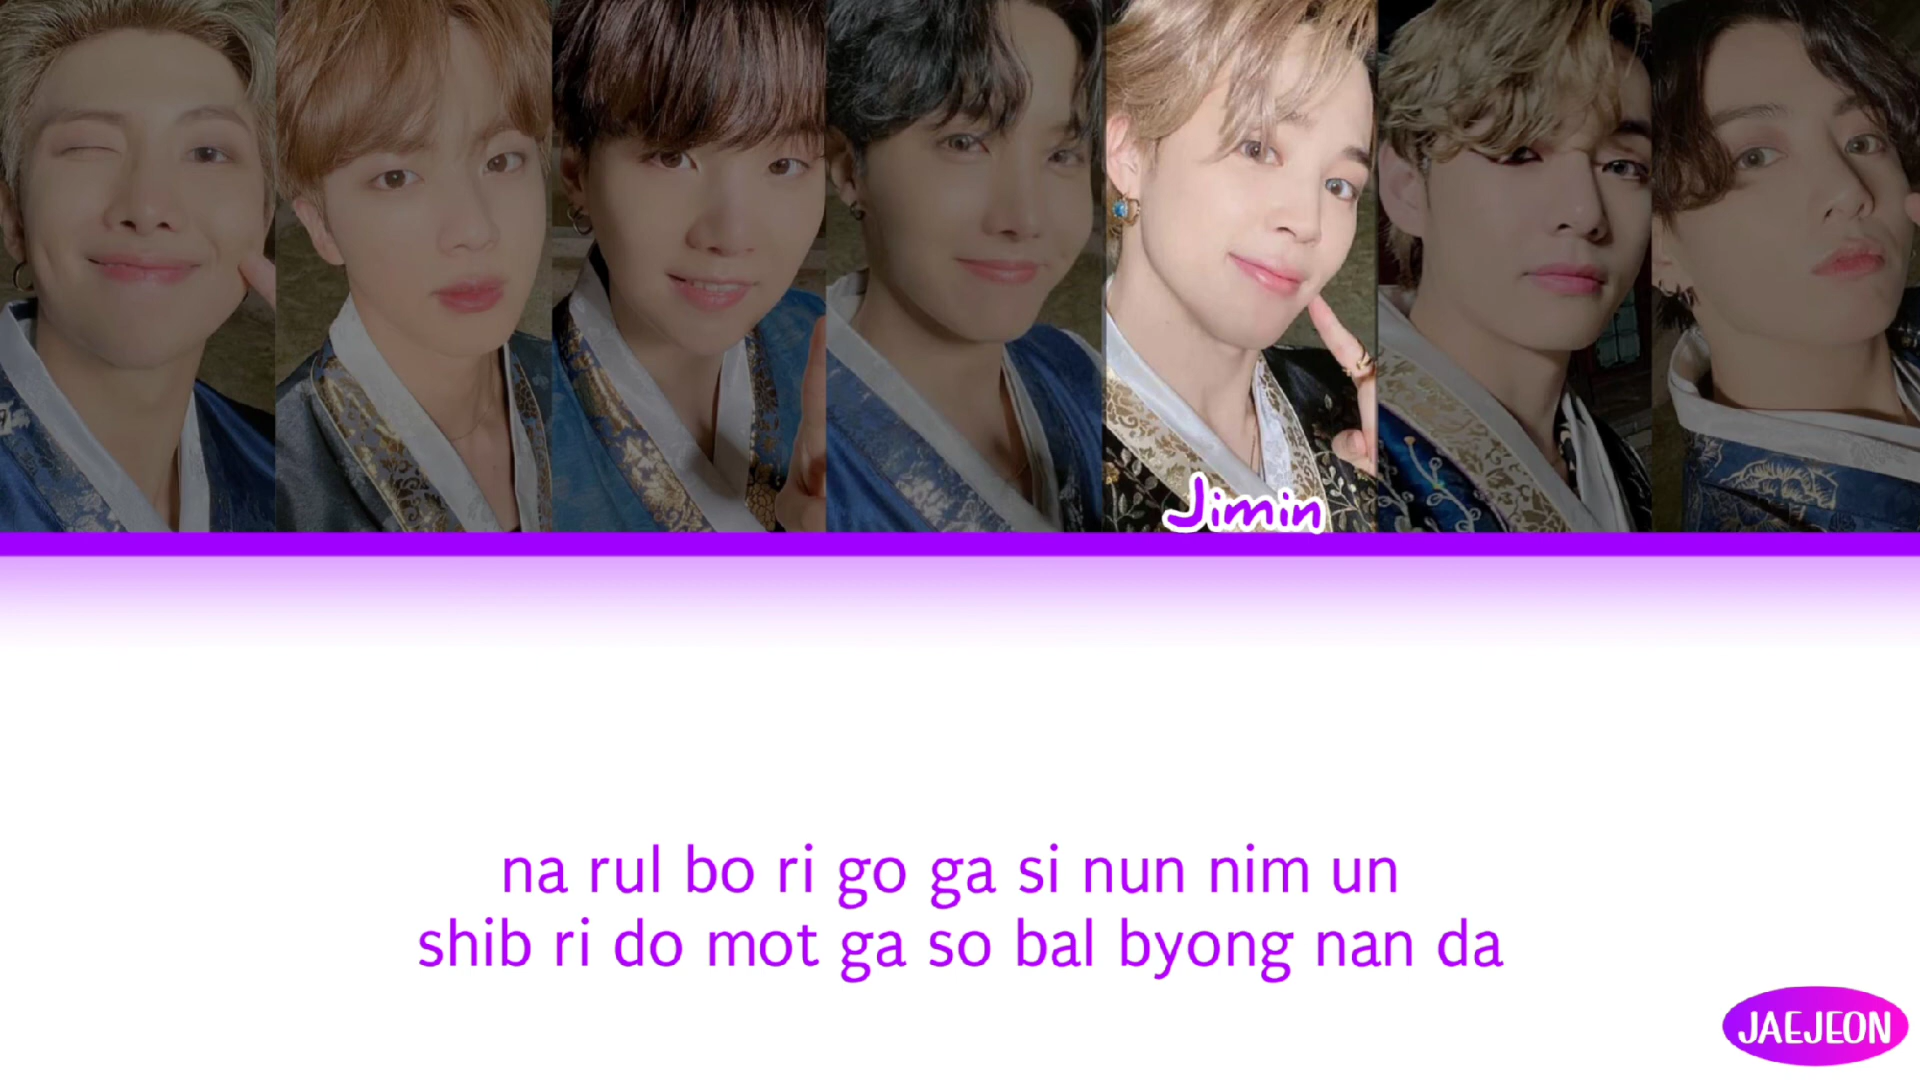 Jimin
na rul bo ri go ga si nun nim un
shib ri do mot ga so bal byong nan da
JAEJEON